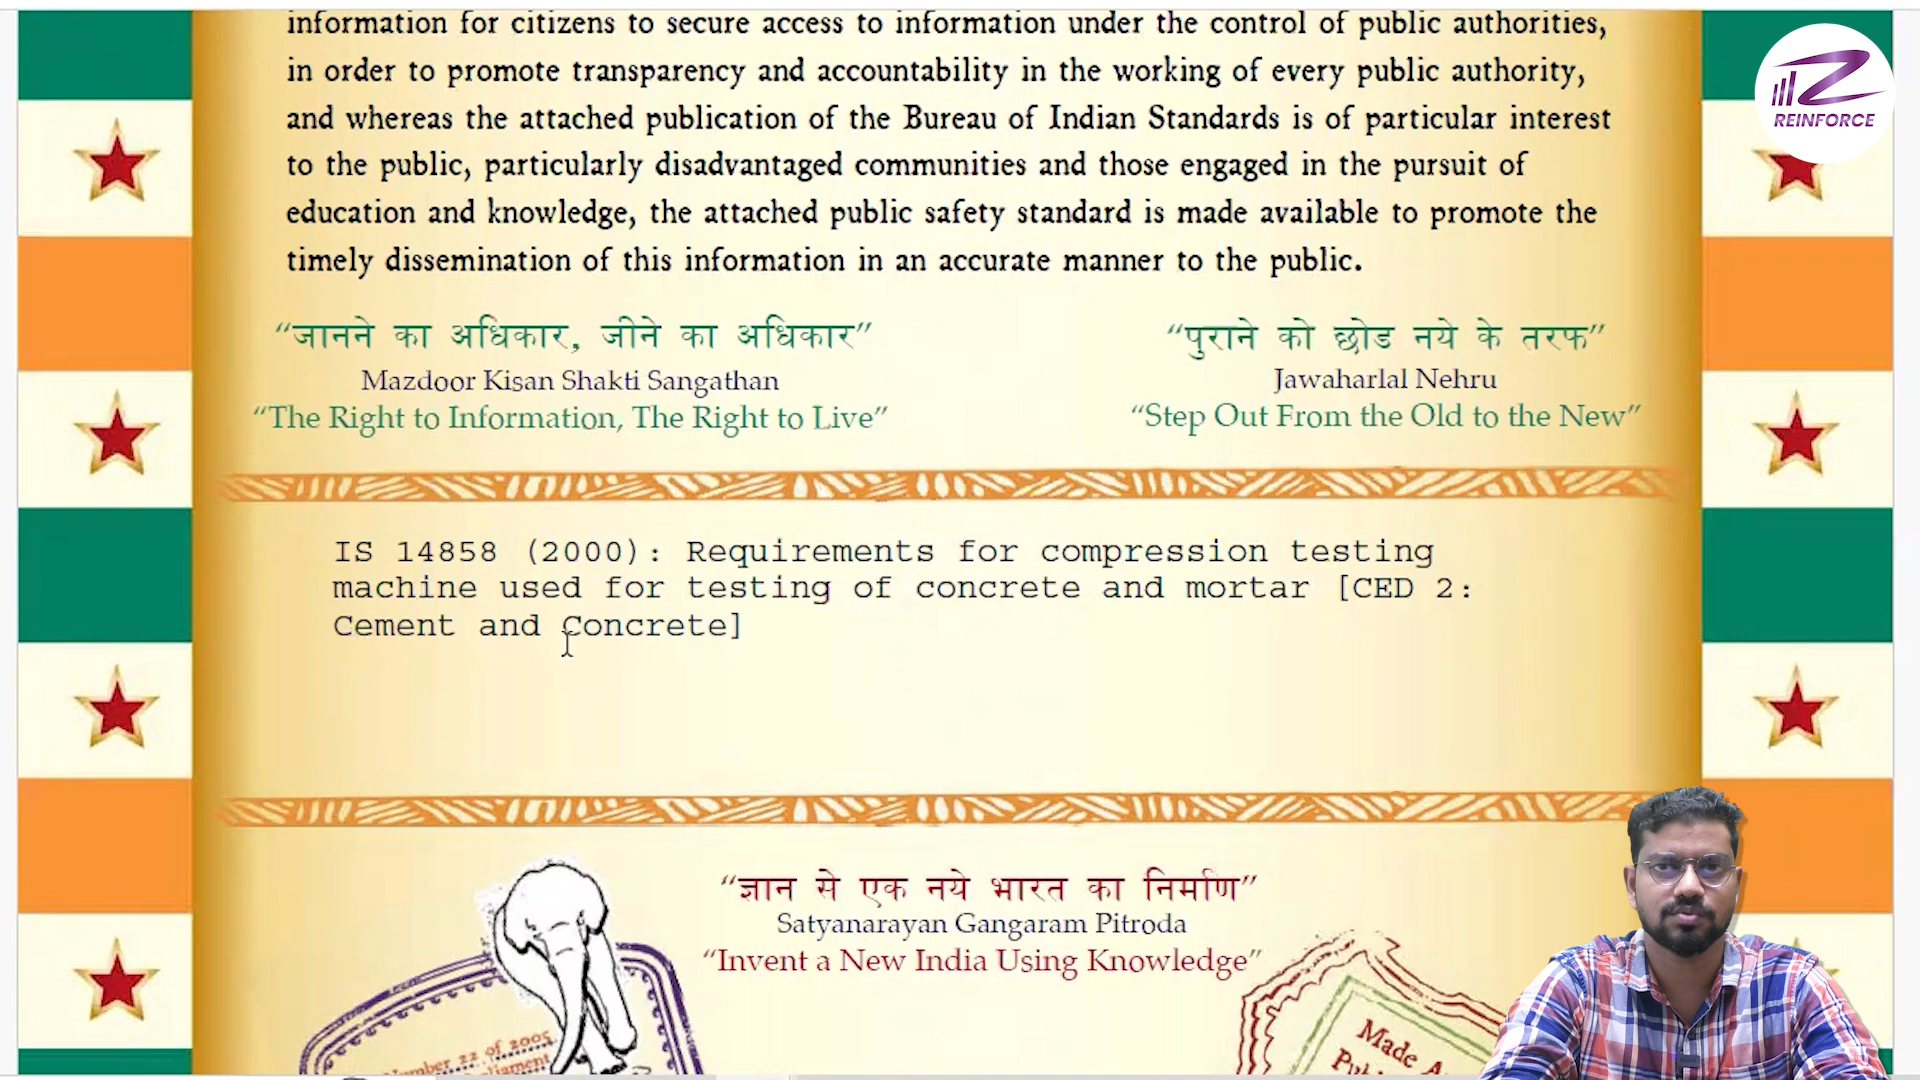 information for citizens to secure access to information under the control of public authorities,
in order to promote transparency and accountability in the working of every public authority,
and whereas the attached publication of the Bureau of Indian Standards is of particular interest
to the public, particularly disadvantaged communities and those engaged in the pursuit of
education and knowledge, the attached public safety standard is made available to promote the
timely dissemination of this information in an accurate manner to the public.
REINFORCE
“जानने का अधिकार, जीने का अधिकार”
Mazdoor Kisan Shakti Sangathan
“The Right to Information, The Right to Live”
“पुराने को छोड नये के तरफ”
Jawaharlal Nehru
“Step Out From the Old to the New”
IS 14858 (2000): Requirements for compression testing
machine used for testing of concrete and mortar [CED 2:
Cement and Concrete]
“ज्ञान से एक नये भारत का निर्माण”
Satyanarayan Gangaram Pitroda
“Invent a New India Using Knowledge”
22 of 2005
Made